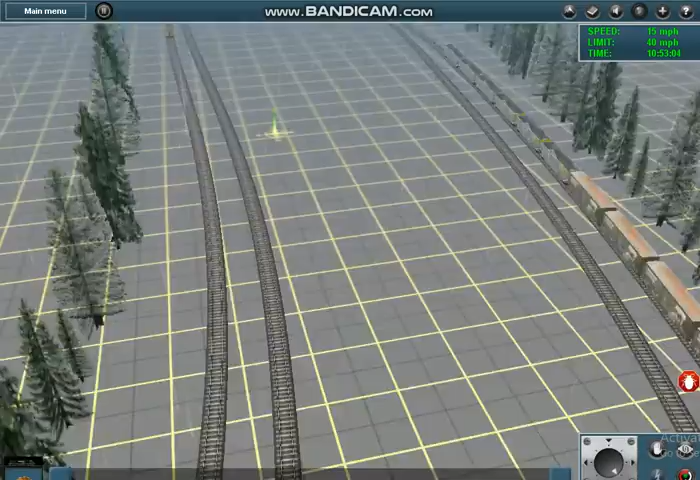 Main menu
WWW.BANDICAM.COM
SPEED: 15 mph
LIMIT: 40 mph
TIME: 10:53:04